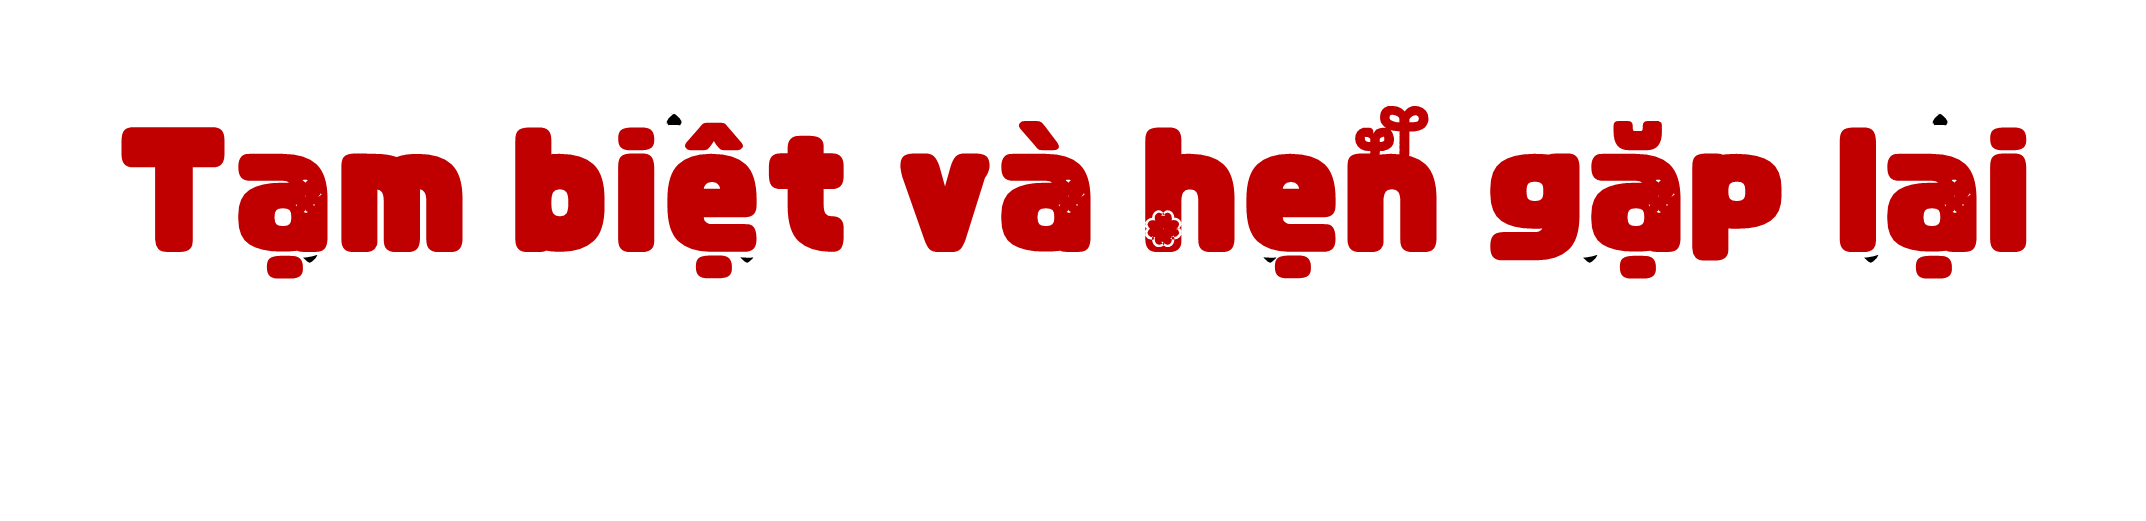 Tạm biệt và hẹn gặp lại